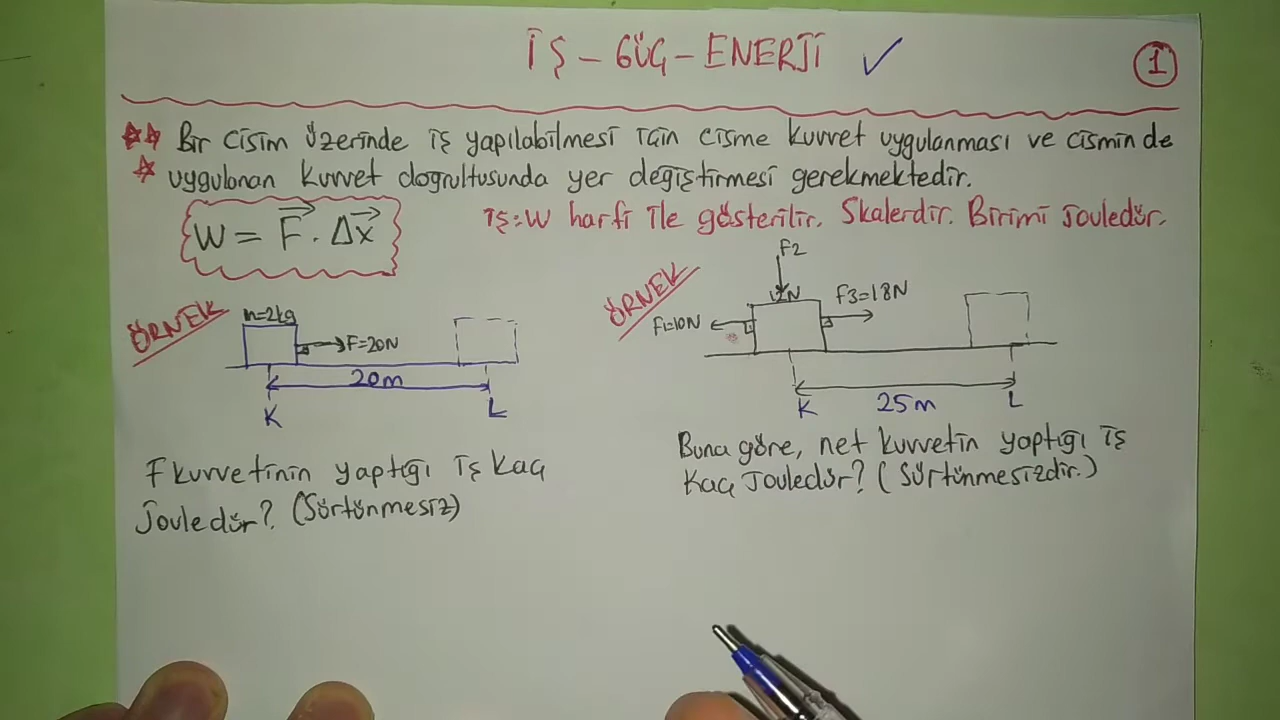 İŞ - GÜÇ - ENERJİ ✓
1
Bir cisim üzerinde iş yapılabilmesi için cisme kuvvet uygulanması ve cismin de
uygulanan kuvvet doğrultusunda yer değiştirmesi gerekmektedir.
W = F . Δx
İş: W harfi ile gösterilir. Skalerdir. Birimi Jouledür.
ÖRNEK
m=2kg
F=20N
20m
K
L
F kuvvetinin yaptığı iş kaç
Jouledür? (Sürtünmesiz)
ÖRNEK
F2
F1=10N
F3=18N
25m
K
L
Buna göre, net kuvvetin yaptığı iş
Kaç Jouledür? (Sürtünmesizdir.)